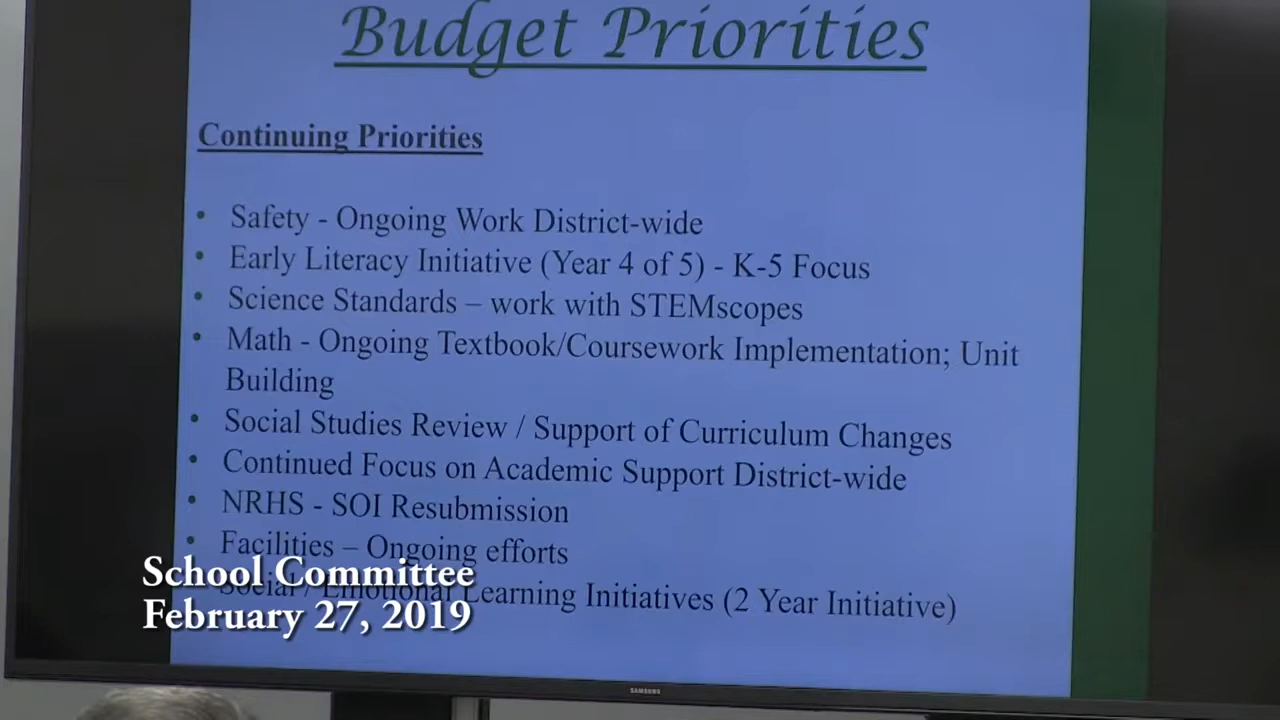 Budget Priorities
Continuing Priorities
• Safety - Ongoing Work District-wide
• Early Literacy Initiative (Year 4 of 5) - K-5 Focus
• Science Standards – work with STEMscopes
• Math - Ongoing Textbook/Coursework Implementation; Unit
Building
• Social Studies Review / Support of Curriculum Changes
• Continued Focus on Academic Support District-wide
• NRHS - SOI Resubmission
• Facilities – Ongoing efforts
Social / Emotional Learning Initiatives (2 Year Initiative)
School Committee
February 27, 2019
SAMSUNG